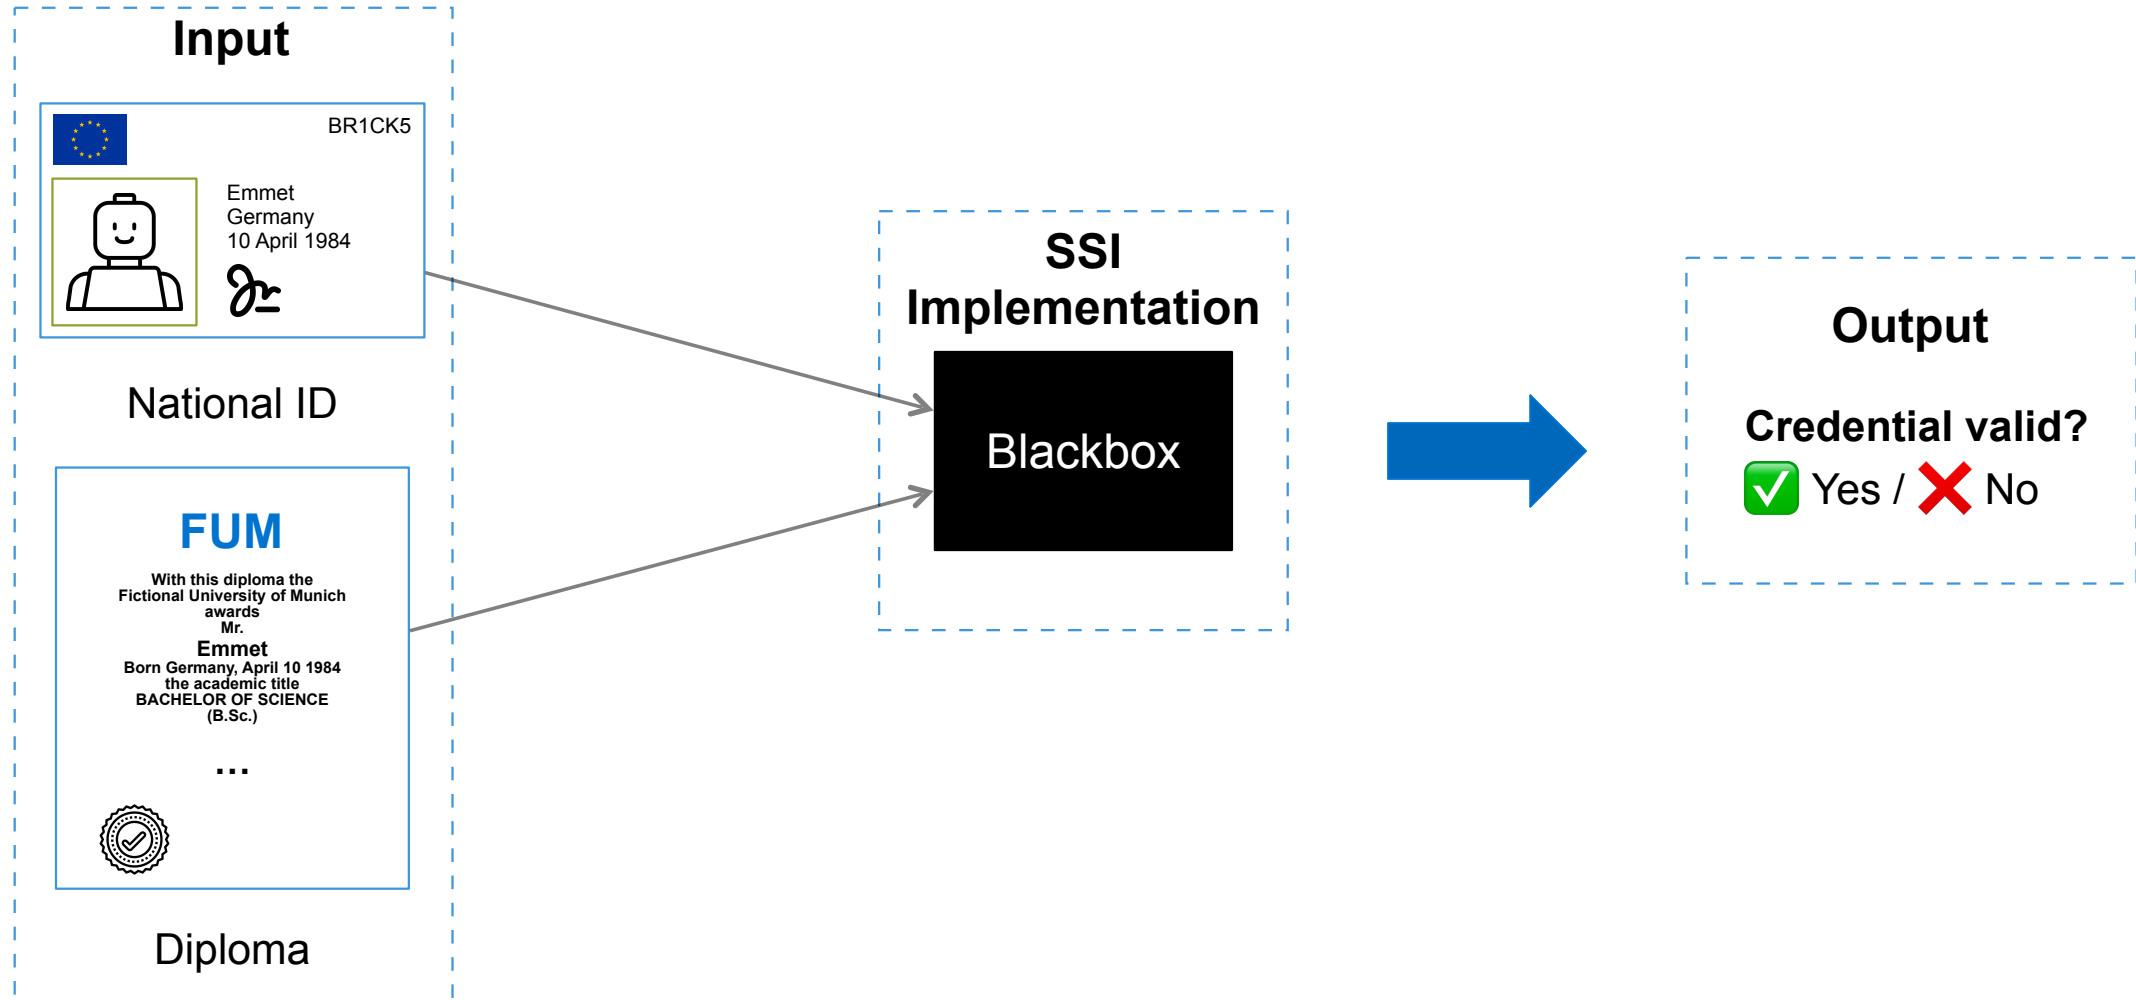 Input
BR1CK5
Emmet
Germany
10 April 1984
National ID
FUM
With this diploma the
Fictional University of Munich
awards
Mr.
Emmet
Born Germany, April 10 1984
the academic title
BACHELOR OF SCIENCE
(B.Sc.)
...
Diploma
SSI
Implementation
Blackbox
Output
Credential valid?
✅ Yes / ❌ No